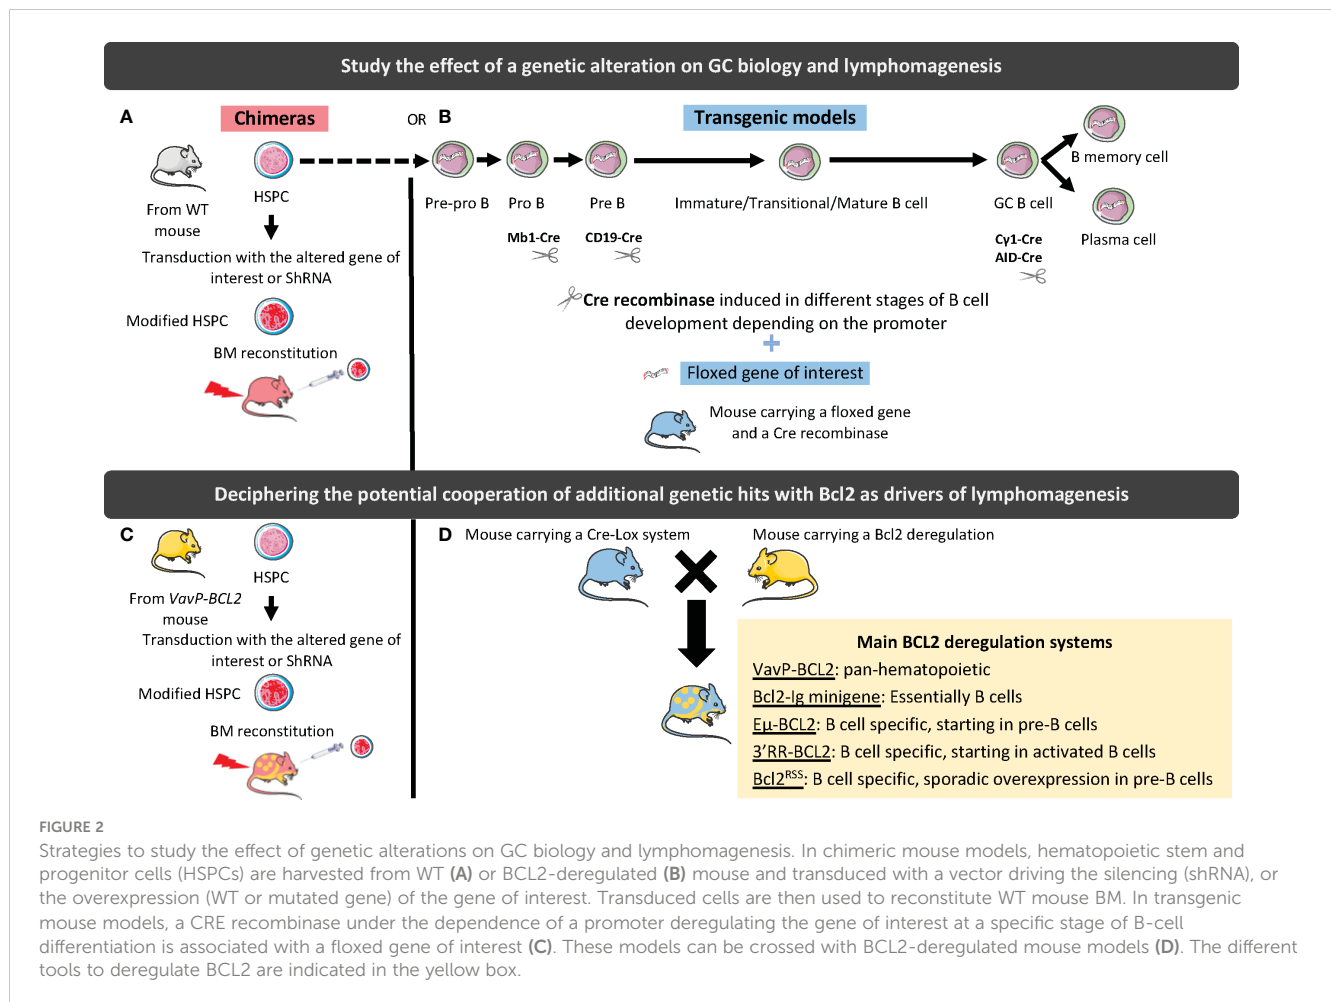 Study the effect of a genetic alteration on GC biology and lymphomagenesis
A
Chimeras
OR
B
Transgenic models
From WT
mouse
HSPC
Transduction with the altered gene of
interest or ShRNA
Modified HSPC
BM reconstitution
Pre-pro B
Pro B
Pre B
Immature/Transitional/Mature B cell
GC B cell
B memory cell
Plasma cell
Mb1-Cre
CD19-Cre
Cγ1-Cre
AID-Cre
Cre recombinase induced in different stages of B cell
development depending on the promoter
+
Floxed gene of interest
Mouse carrying a floxed gene
and a Cre recombinase
Deciphering the potential cooperation of additional genetic hits with Bcl2 as drivers of lymphomagenesis
C
HSPC
From VavP-BCL2
mouse
Transduction with the altered gene of
interest or ShRNA
Modified HSPC
BM reconstitution
D
Mouse carrying a Cre-Lox system
Mouse carrying a Bcl2 deregulation
Main BCL2 deregulation systems
VavP-BCL2: pan-hematopoietic
Bcl2-Ig minigene: Essentially B cells
Eµ-BCL2: B cell specific, starting in pre-B cells
3'RR-BCL2: B cell specific, starting in activated B cells
Bcl2RSS: B cell specific, sporadic overexpression in pre-B cells
FIGURE 2
Strategies to study the effect of genetic alterations on GC biology and lymphomagenesis. In chimeric mouse models, hematopoietic stem and
progenitor cells (HSPCs) are harvested from WT (A) or BCL2-deregulated (B) mouse and transduced with a vector driving the silencing (shRNA), or
the overexpression (WT or mutated gene) of the gene of interest. Transduced cells are then used to reconstitute WT mouse BM. In transgenic
mouse models, a CRE recombinase under the dependence of a promoter deregulating the gene of interest at a specific stage of B-cell
differentiation is associated with a floxed gene of interest (C). These models can be crossed with BCL2-deregulated mouse models (D). The different
tools to deregulate BCL2 are indicated in the yellow box.